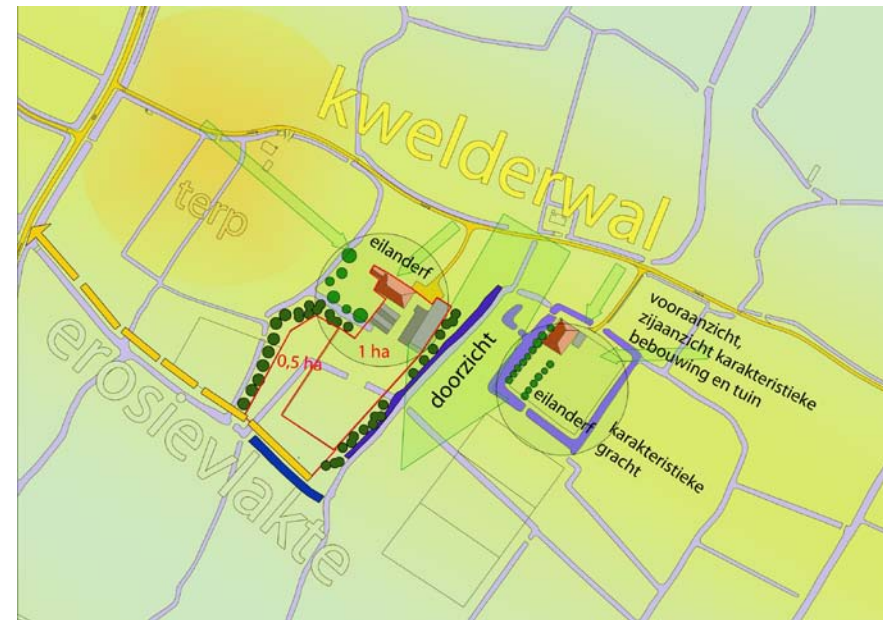 kwelderwal
terp
eilanderf
vooraanzicht,
zijaanzicht karakteristieke
bebouwing en tuin
0,5 ha
1 ha
doorzicht
eilanderf
karakteristieke
gracht
erosievlakte